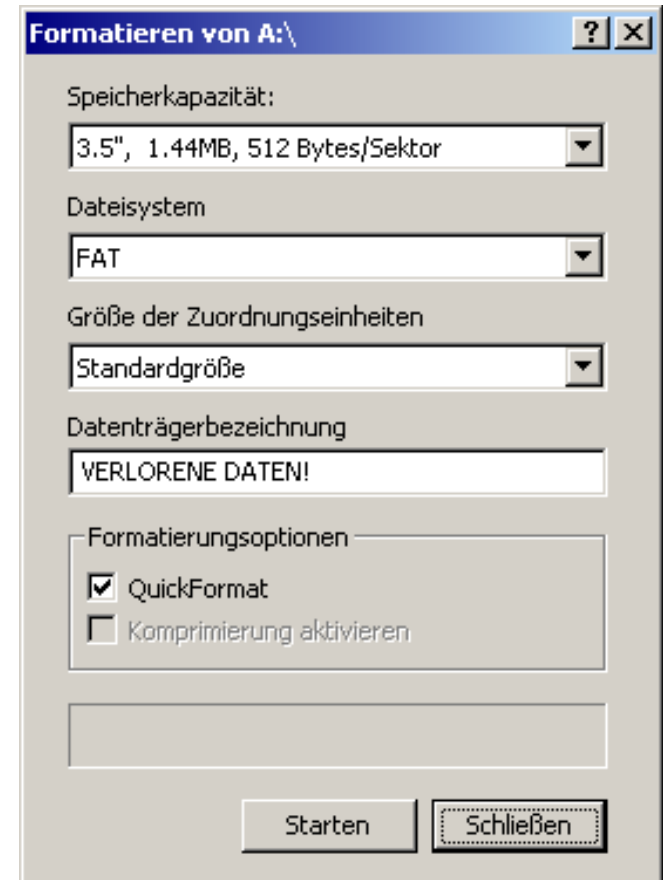 Formatieren von A:\
Speicherkapazität:
3.5",  1.44MB, 512 Bytes/Sektor
Dateisystem
FAT
Größe der Zuordnungseinheiten
Standardgröße
Datenträgerbezeichnung
VERLORENE DATEN!
Formatierungsoptionen
QuickFormat
Komprimierung aktivieren
Starten Schließen